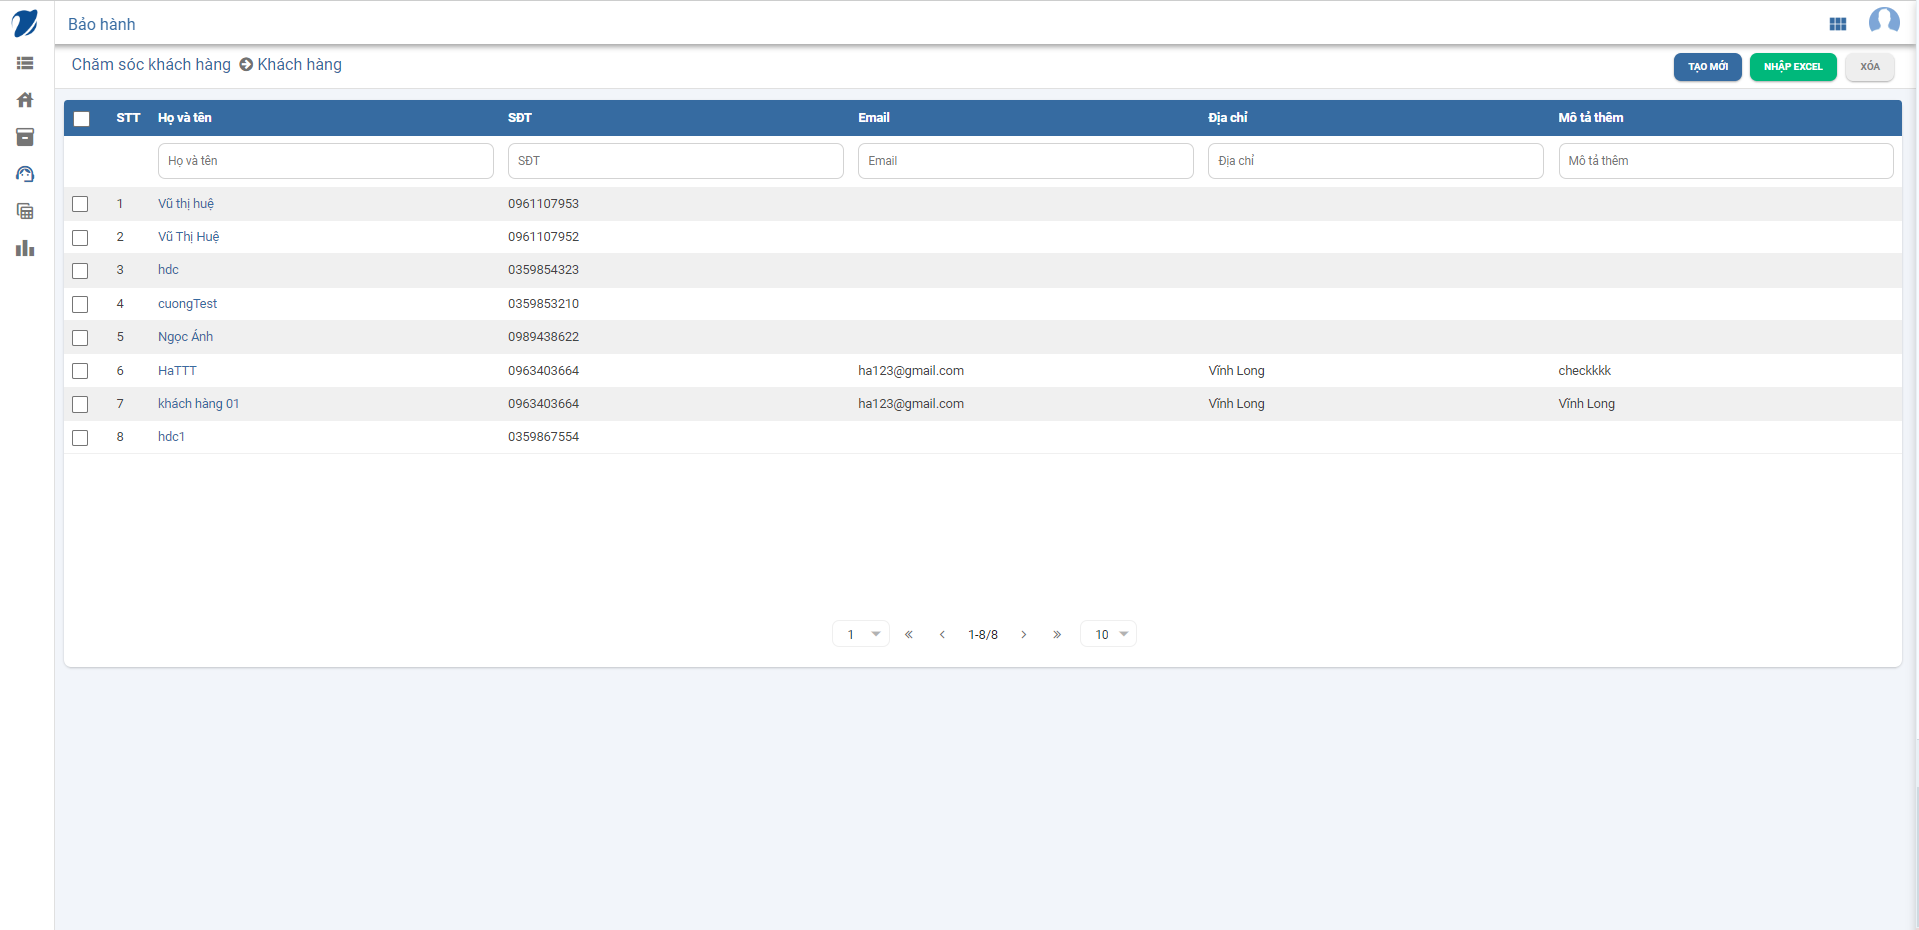 Bảo hành
Chăm sóc khách hàng Khách hàng
TẠO MỚI NHẬP EXCEL XÓA
STT Họ và tên SĐT Email Địa chỉ Mô tả thêm
Họ và tên SĐT Email Địa chỉ Mô tả thêm
1 Vũ thị huệ 0961107953
2 Vũ Thị Huệ 0961107952
3 hdc 0359854323
4 cuongTest 0359853210
5 Ngọc Ánh 0989438622
6 HaTTT 0963403664 ha123@gmail.com Vĩnh Long checkkkk
7 khách hàng 01 0963403664 ha123@gmail.com Vĩnh Long Vĩnh Long
8 hdc1 0359867554
1 « ‹ 1-8/8 › » 10